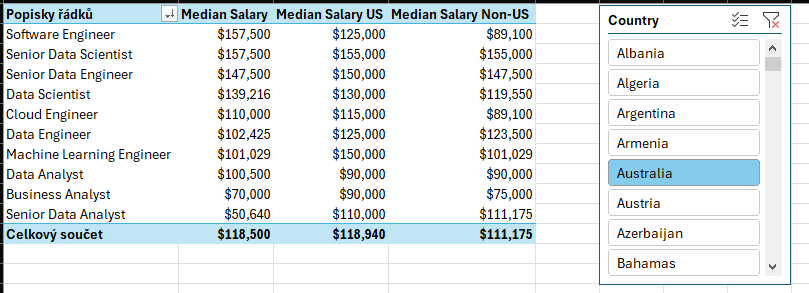 Popisky řádků Median Salary Median Salary US Median Salary Non-US
Software Engineer $157,500 $125,000 $89,100
Senior Data Scientist $157,500 $155,000 $155,000
Senior Data Engineer $147,500 $150,000 $147,500
Data Scientist $139,216 $130,000 $119,550
Cloud Engineer $110,000 $115,000 $89,100
Data Engineer $102,425 $125,000 $123,500
Machine Learning Engineer $101,029 $150,000 $101,029
Data Analyst $100,500 $90,000 $90,000
Business Analyst $70,000 $90,000 $75,000
Senior Data Analyst $50,640 $110,000 $111,175
Celkový součet $118,500 $118,940 $111,175
Country
Albania
Algeria
Argentina
Armenia
Australia
Austria
Azerbaijan
Bahamas